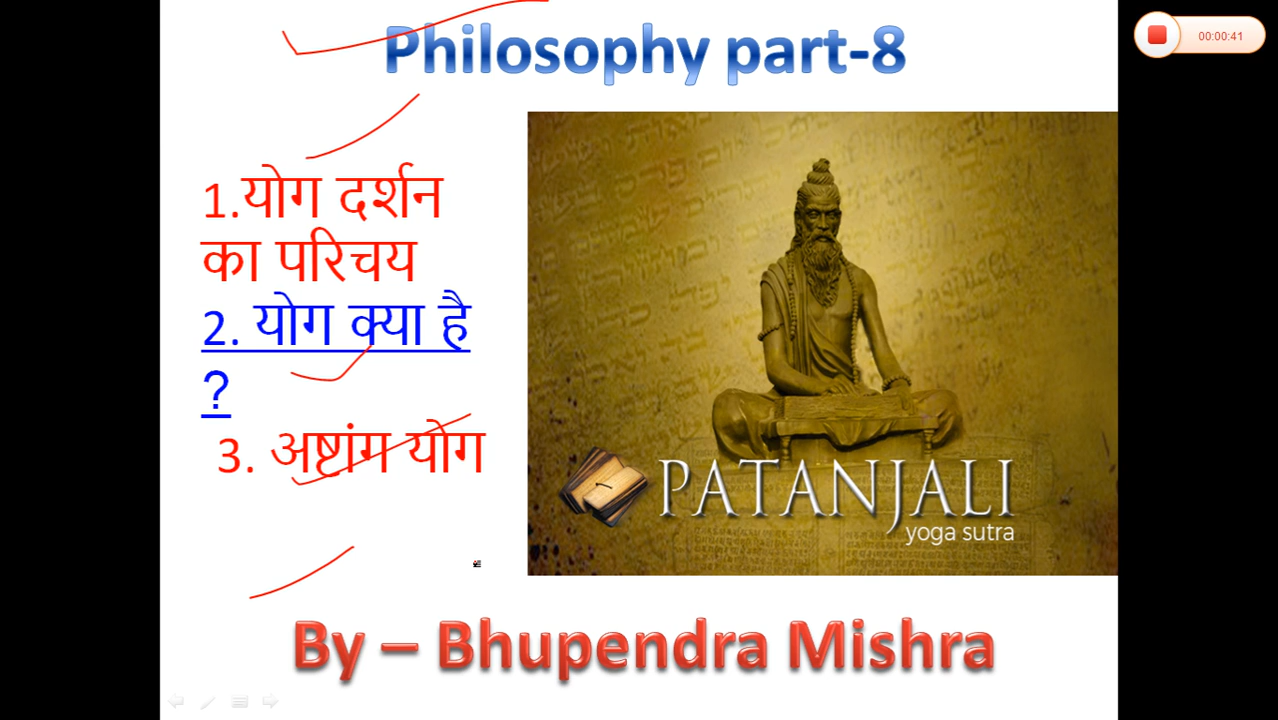 Philosophy part-8
00:00:41
1.योग दर्शन
का परिचय
2. योग क्या है
?
3. अष्टांग योग
PATANJALI
yoga sutra
By – Bhupendra Mishra